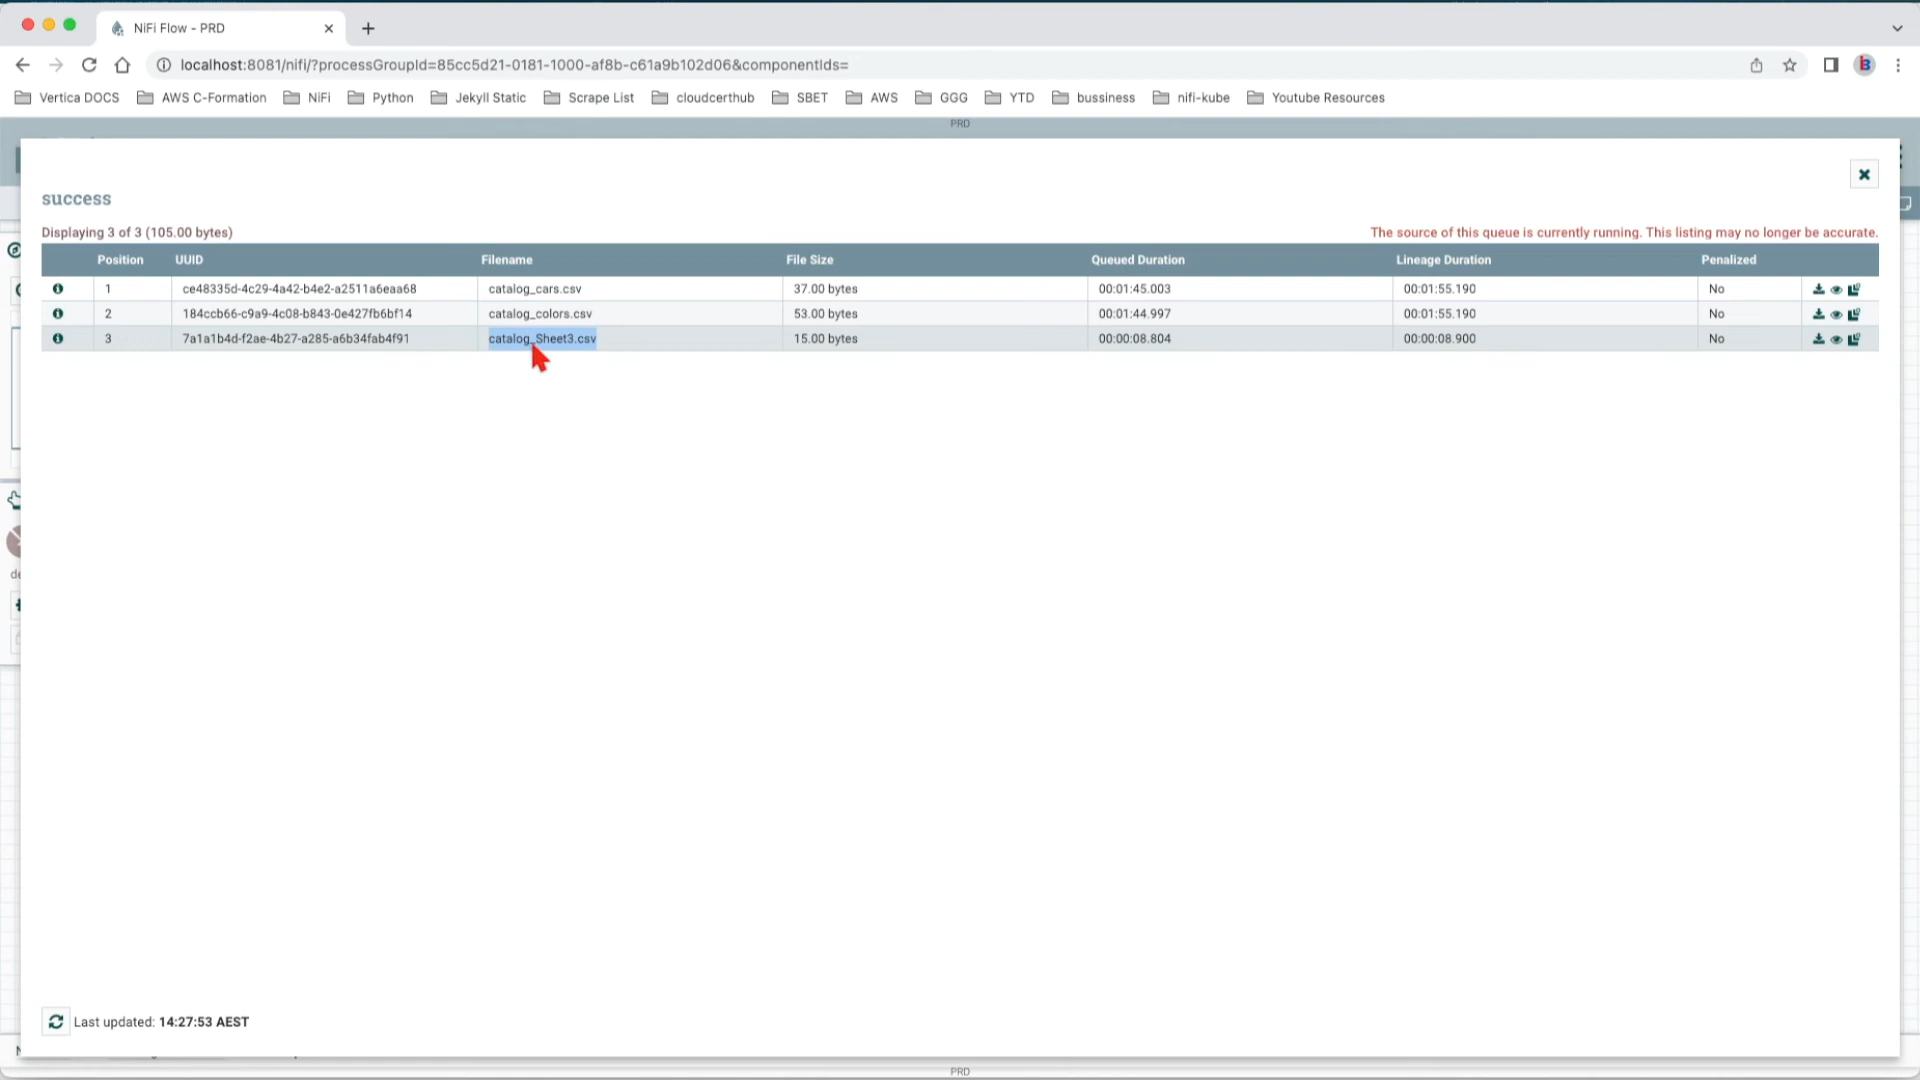 NiFi Flow - PRD
localhost:8081/nifi/?processGroupId=85cc5d21-0181-1000-af8b-c61a9b102d06&componentIds=
Vertica DOCS AWS C-Formation NiFi Python Jekyll Static Scrape List cloudcerthub SBET AWS GGG YTD bussiness nifi-kube Youtube Resources
PRD
success
Displaying 3 of 3 (105.00 bytes) The source of this queue is currently running. This listing may no longer be accurate.
Position UUID Filename File Size Queued Duration Lineage Duration Penalized
1 ce48335d-4c29-4a42-b4e2-a2511a6eaa68 catalog_cars.csv 37.00 bytes 00:01:45.003 00:01:55.190 No
2 184ccb66-c9a9-4c08-b843-0e427fb6bf14 catalog_colors.csv 53.00 bytes 00:01:44.997 00:01:55.190 No
3 7a1a1b4d-f2ae-4b27-a285-a6b34fab4f91 catalog_Sheet3.csv 15.00 bytes 00:00:08.804 00:00:08.900 No
de
Last updated: 14:27:53 AEST
PRD